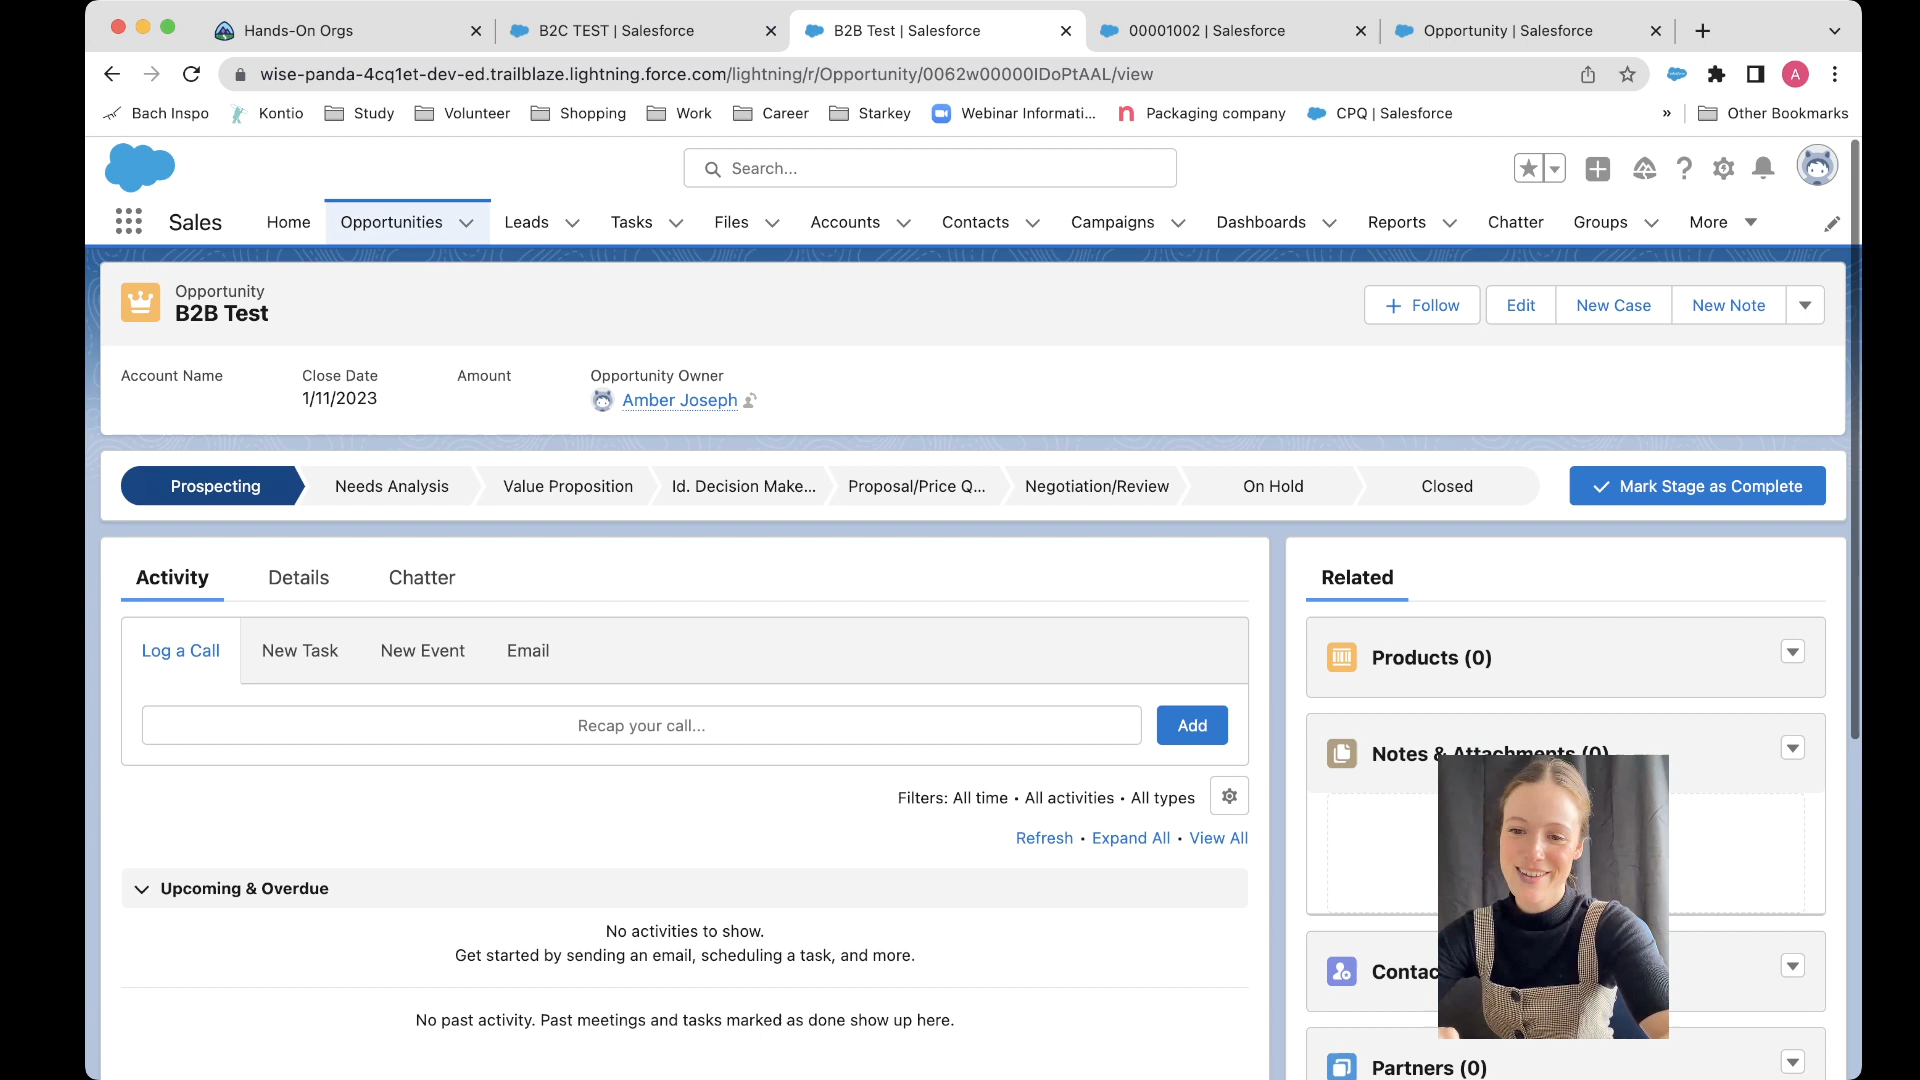 Hands-On Orgs
B2C TEST | Salesforce
B2B Test | Salesforce
00001002 | Salesforce
Opportunity | Salesforce
wise-panda-4cq1et-dev-ed.trailblaze.lightning.force.com/lightning/r/Opportunity/0062w00000IDoPtAAL/view
A
Bach Inspo
Kontio
Study
Volunteer
Shopping
Work
Career
Starkey
Webinar Informati...
Packaging company
CPQ | Salesforce
»
Other Bookmarks
Search...
Sales
Home
Opportunities
Leads
Tasks
Files
Accounts
Contacts
Campaigns
Dashboards
Reports
Chatter
Groups
More
Opportunity
B2B Test
+ Follow
Edit
New Case
New Note
Account Name
Close Date
1/11/2023
Amount
Opportunity Owner
Amber Joseph
Prospecting
Needs Analysis
Value Proposition
Id. Decision Make...
Proposal/Price Q...
Negotiation/Review
On Hold
Closed
Mark Stage as Complete
Activity
Details
Chatter
Related
Log a Call
New Task
New Event
Email
Recap your call...
Add
Filters: All time • All activities • All types
Refresh • Expand All • View All
Upcoming & Overdue
No activities to show.
Get started by sending an email, scheduling a task, and more.
No past activity. Past meetings and tasks marked as done show up here.
Products (0)
Notes & Attachments (0)
Contac
Partners (0)